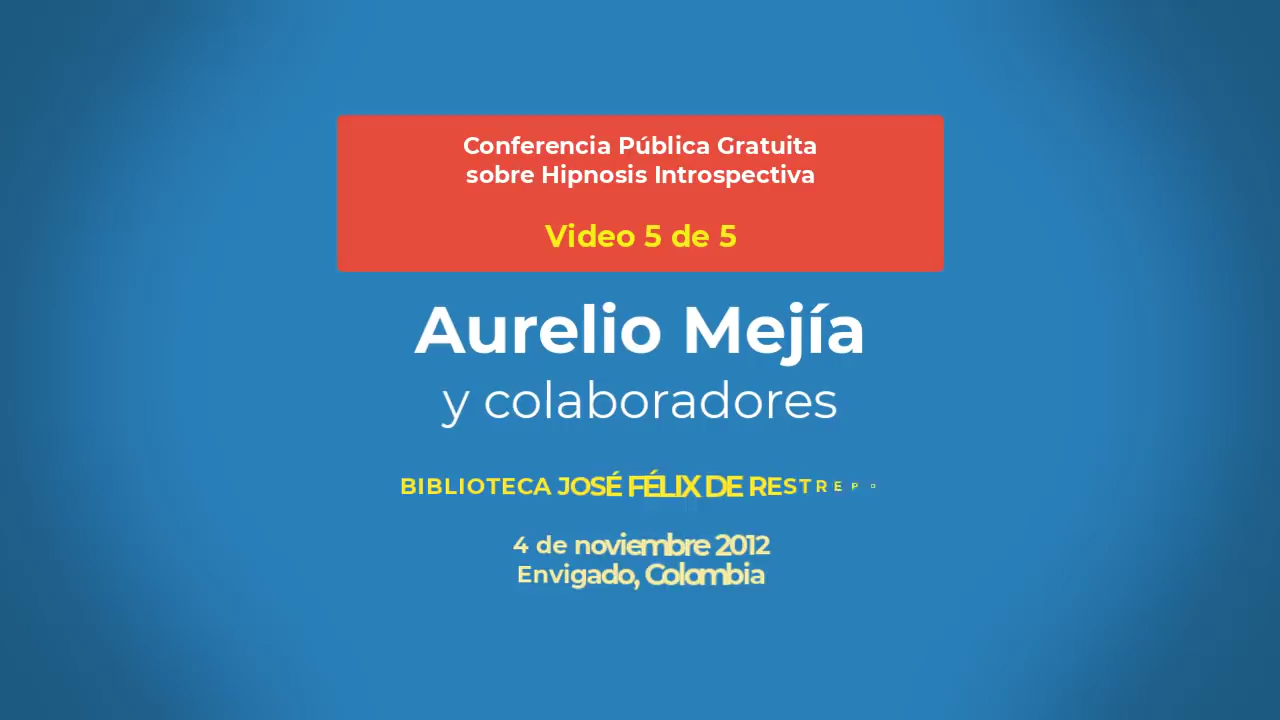 Conferencia Pública Gratuita
sobre Hipnosis Introspectiva
Video 5 de 5
Aurelio Mejía
y colaboradores
BIBLIOTECA JOSÉ FÉLIX DE RESTREPO
4 de noviembre 2012
Envigado, Colombia